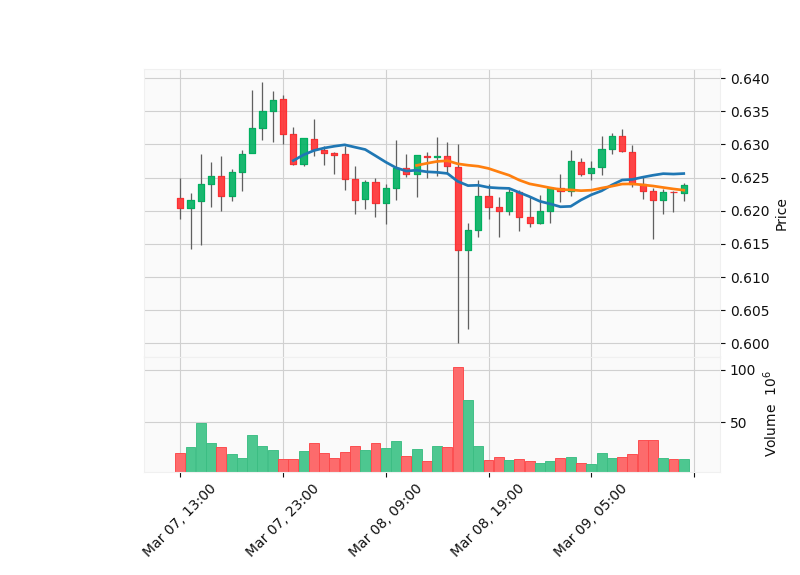 0.640
0.635
0.630
0.625
0.620
0.615
0.610
0.605
0.600
Price
100
50
Volume 10^6
Mar 07, 13:00
Mar 07, 23:00
Mar 08, 09:00
Mar 08, 19:00
Mar 09, 05:00